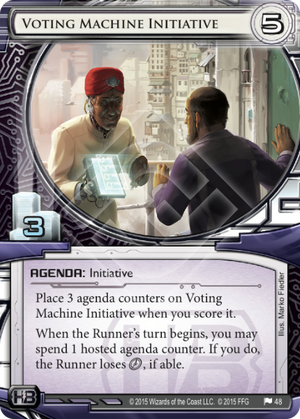 Voting Machine Initiative
5
3
AGENDA: Initiative
Place 3 agenda counters on Voting
Machine Initiative when you score it.
When the Runner's turn begins, you may
spend 1 hosted agenda counter. If you do,
the Runner loses , if able.
Illus. Marko Fiedler
HB
© 2015 Wizards of the Coast LLC. © 2015 FFG
48